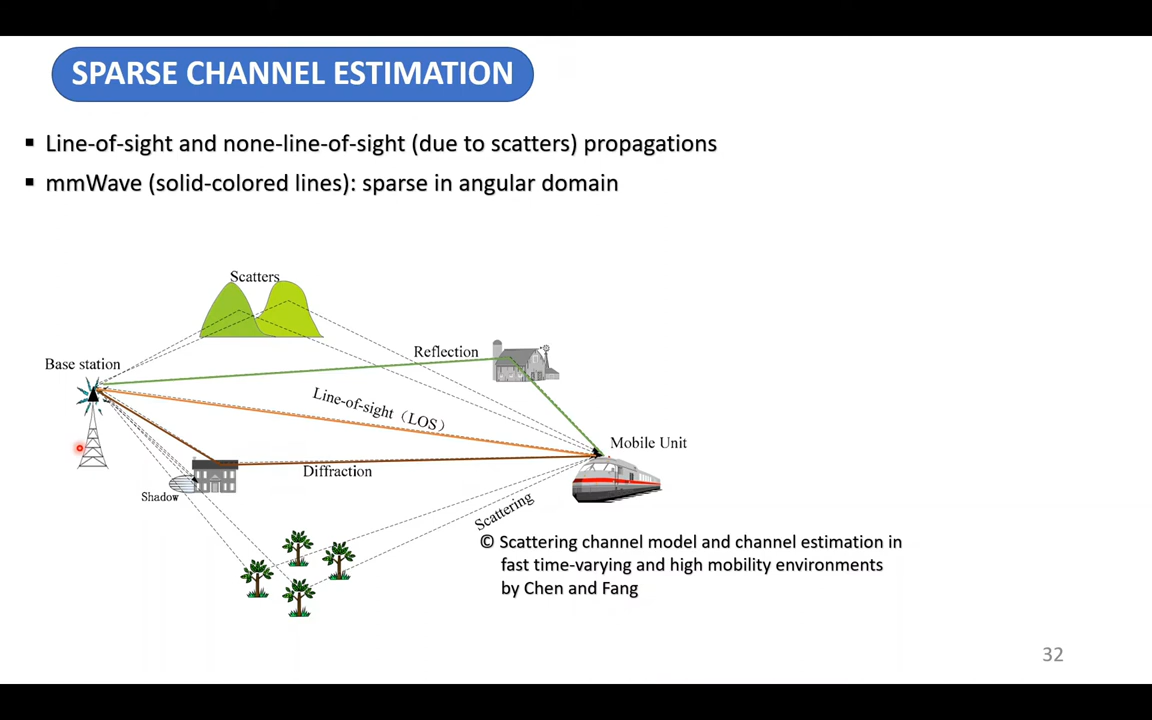 SPARSE CHANNEL ESTIMATION
▪ Line-of-sight and none-line-of-sight (due to scatters) propagations
▪ mmWave (solid-colored lines): sparse in angular domain
Scatters
Base station
Reflection
Line-of-sight（LOS）
Mobile Unit
Diffraction
Shadow
Scattering
© Scattering channel model and channel estimation in
fast time-varying and high mobility environments
by Chen and Fang
32